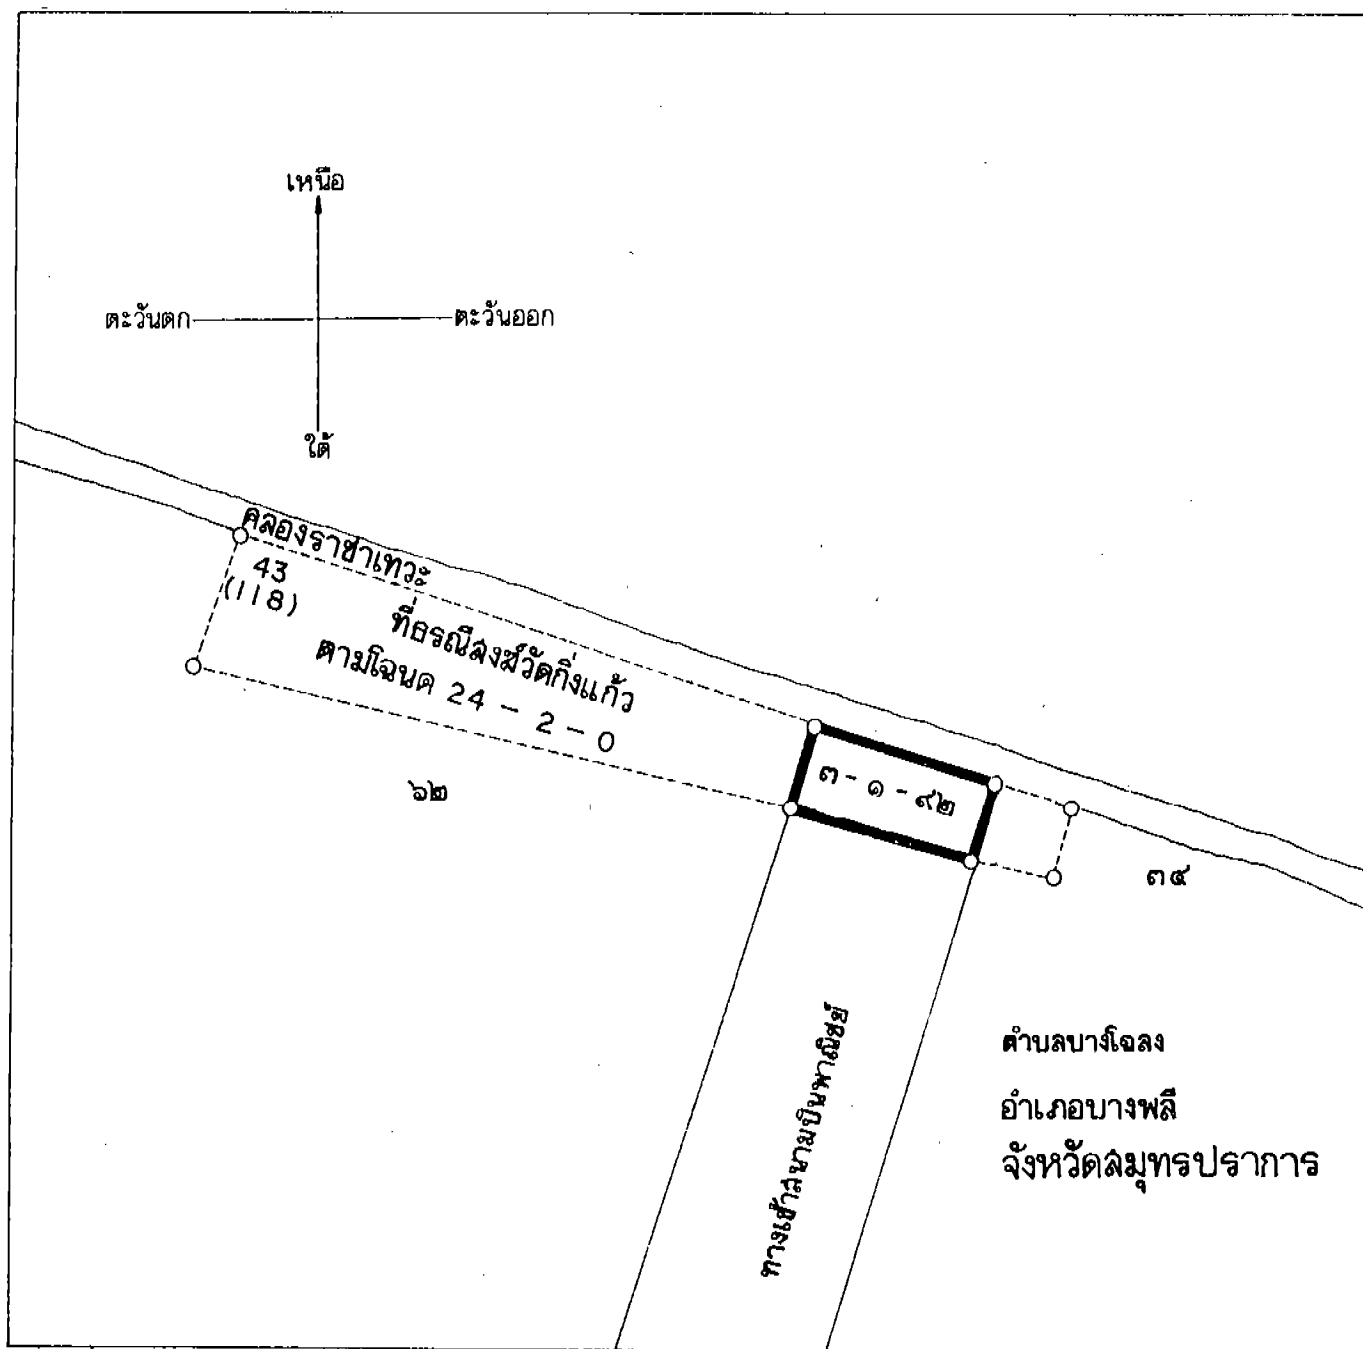 เหนือ
ตะวันตก
ตะวันออก
ใต้
คลองราชาเทวะ
43
(118)
ที่ธรณีสงฆ์วัดกิ่งแก้ว
ตามโฉนด 24 - 2 - 0
๖๒
๓ - ๑ - ๙๒
๓๔
ทางเข้าสนามบินพาณิชย์
ตำบลบางโฉลง
อำเภอบางพลี
จังหวัดสมุทรปราการ